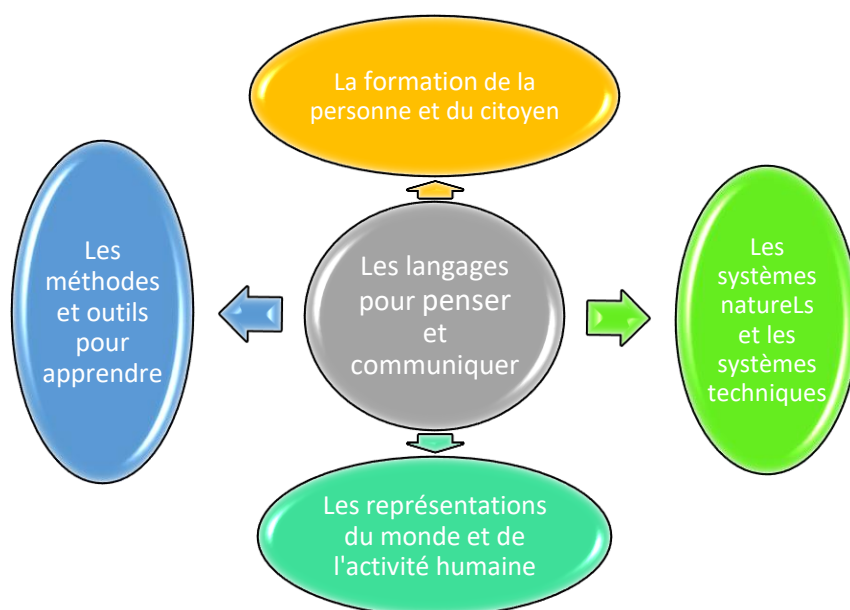 La formation de la
personne et du citoyen
Les
méthodes
et outils
pour
apprendre
Les langages
pour penser
et
communiquer
Les
systèmes
natureLs
et les
systèmes
techniques
Les représentations
du monde et de
l'activité humaine